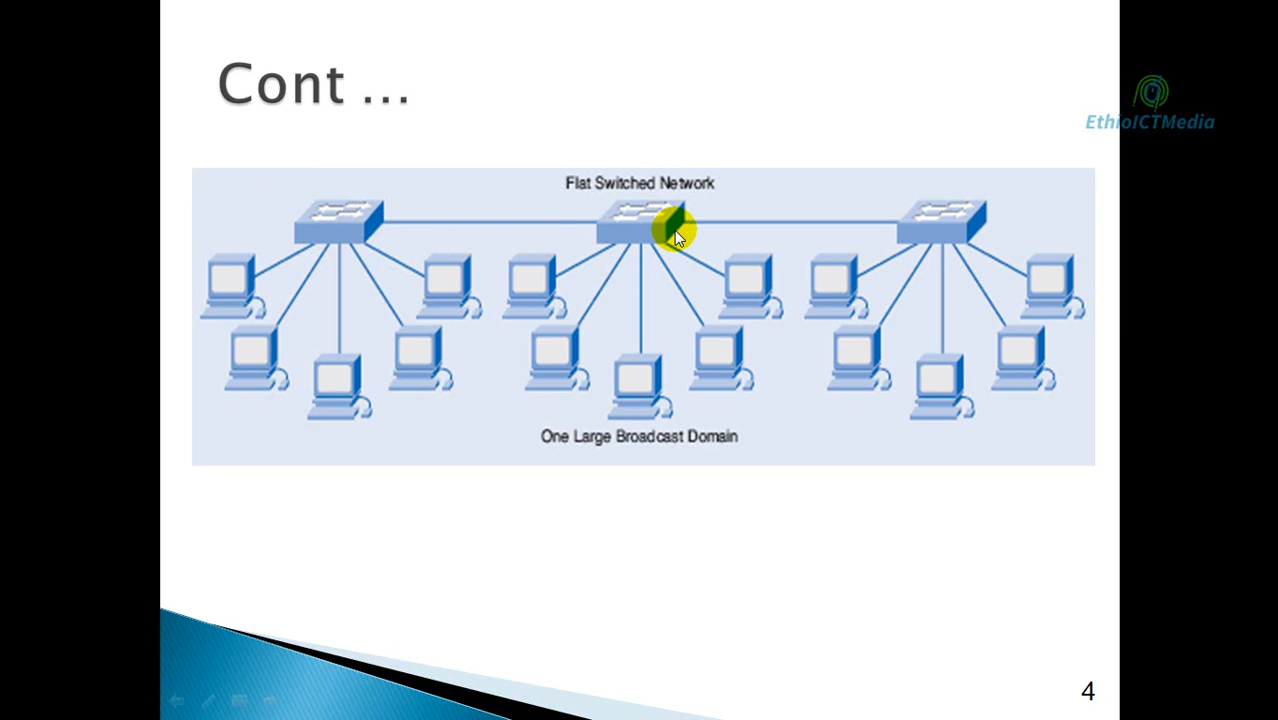 Cont ...
EthioICTMedia
Flat Switched Network
One Large Broadcast Domain
4